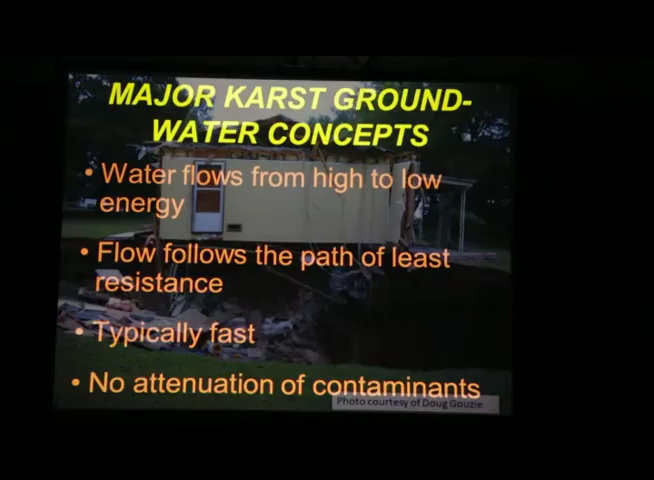 MAJOR KARST GROUND-
WATER CONCEPTS
• Water flows from high to low
energy
• Flow follows the path of least
resistance
• Typically fast
• No attenuation of contaminants
Photo courtesy of Doug Gouzie